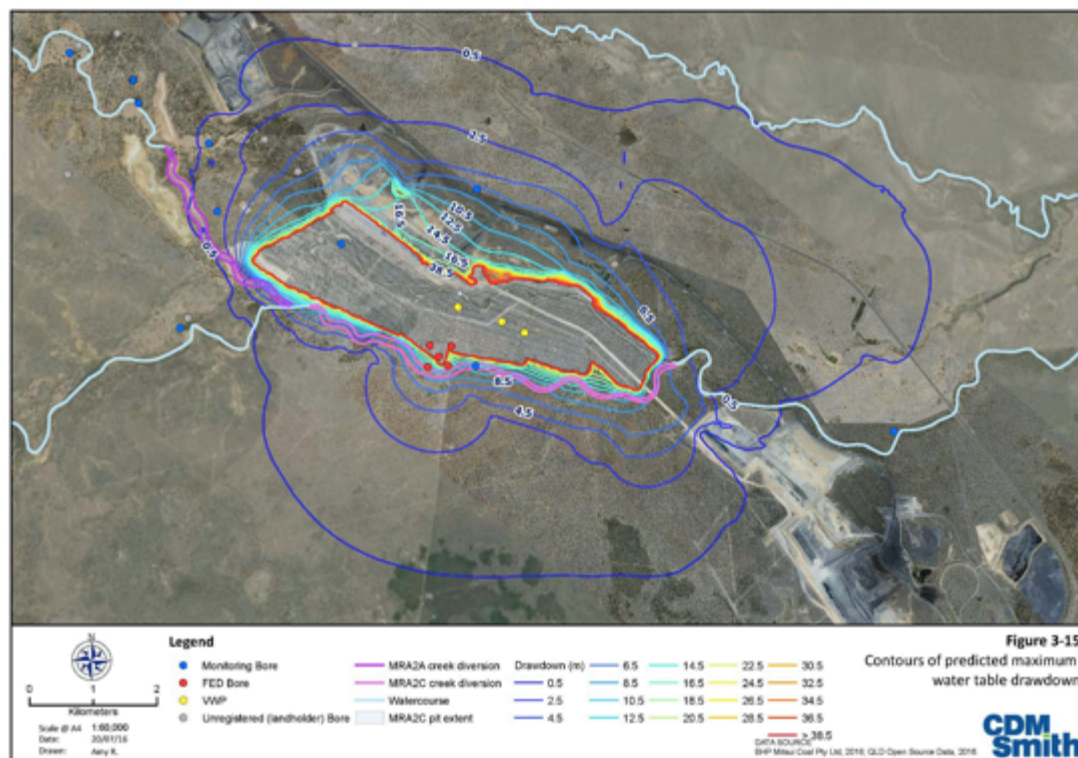 0.5
2.5
10.5
12.5
14.5
16.5
16.5
38.5
0.5
6.5
8.5
4.5
0.5
N
0 1 2
Kilometers
Scale @ A4 1:60,000
Date: 20/07/16
Drawn: Amy R.
Legend
Monitoring Bore
FED Bore
VWP
Unregistered (landholder) Bore
MRA2A creek diversion
MRA2C creek diversion
Watercourse
MRA2C pit extent
Drawdown (m)
0.5
2.5
4.5
6.5
8.5
10.5
12.5
14.5
16.5
18.5
20.5
22.5
24.5
26.5
28.5
30.5
32.5
34.5
36.5
> 38.5
Figure 3-15
Contours of predicted maximum
water table drawdown
DATA SOURCE
BHP Mitsui Coal Pty Ltd, 2016; QLD Open Source Data, 2016.
CDM
Smith